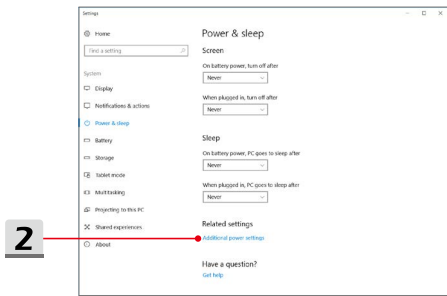 Settings
Home
Find a setting
System
Display
Notifications & actions
Power & sleep
Battery
Storage
Tablet mode
Multitasking
Projecting to this PC
Shared experiences
About
Power & sleep
Screen
On battery power, turn off after
Never
When plugged in, turn off after
Never
Sleep
On battery power, PC goes to sleep after
Never
When plugged in, PC goes to sleep after
Never
Related settings
Additional power settings
Have a question?
Get help
2